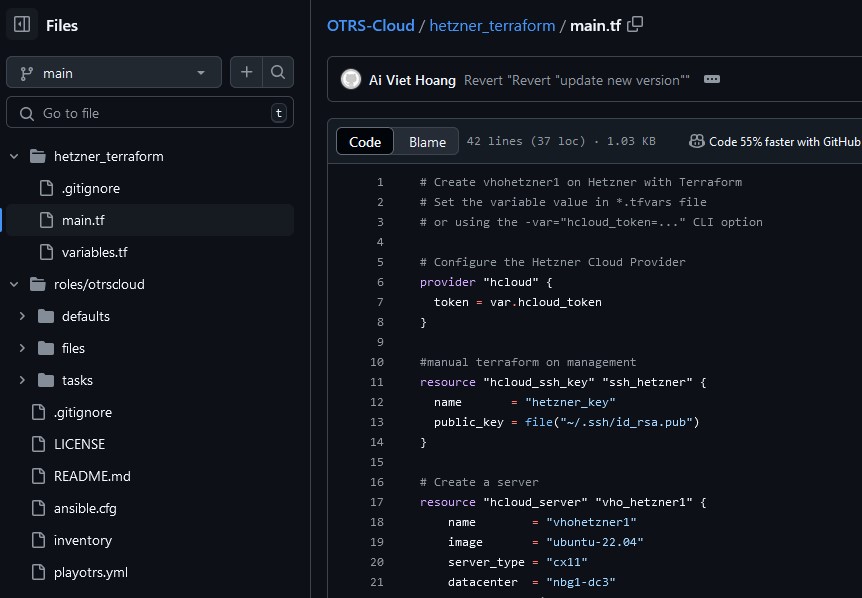 Files
main
Go to file
t
hetzner_terraform
.gitignore
main.tf
variables.tf
roles/otrscloud
defaults
files
tasks
.gitignore
LICENSE
README.md
ansible.cfg
inventory
playotrs.yml
OTRS-Cloud / hetzner_terraform / main.tf
Ai Viet Hoang Revert "Revert "update new version""
Code Blame 42 lines (37 loc) · 1.03 KB Code 55% faster with GitHub
1 # Create vhohetzner1 on Hetzner with Terraform
2 # Set the variable value in *.tfvars file
3 # or using the -var="hcloud_token=..." CLI option
4
5 # Configure the Hetzner Cloud Provider
6 provider "hcloud" {
7 token = var.hcloud_token
8 }
9
10 #manual terraform on management
11 resource "hcloud_ssh_key" "ssh_hetzner" {
12 name = "hetzner_key"
13 public_key = file("~/.ssh/id_rsa.pub")
14 }
15
16 # Create a server
17 resource "hcloud_server" "vho_hetzner1" {
18 name = "vhohetzner1"
19 image = "ubuntu-22.04"
20 server_type = "cx11"
21 datacenter = "nbg1-dc3"